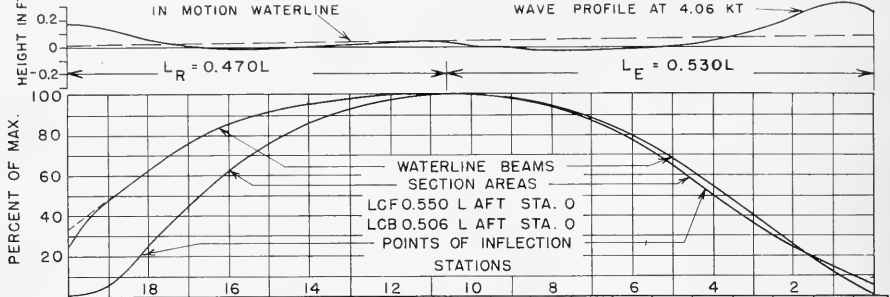 HEIGHT IN F
0.2
0
-0.2
IN MOTION WATERLINE
WAVE PROFILE AT 4.06 KT
L_R = 0.470L
L_E = 0.530L
PERCENT OF MAX.
100
80
60
40
20
WATERLINE BEAMS
SECTION AREAS
LCF 0.550 L AFT STA. 0
LCB 0.506 L AFT STA. 0
POINTS OF INFLECTION
STATIONS
18 16 14 12 10 8 6 4 2